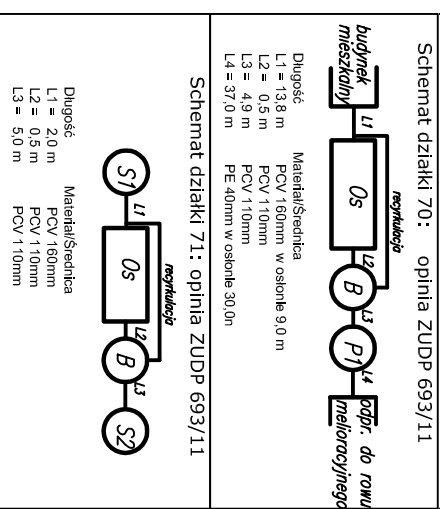 Schemat działki 70: opinia ZUDP 693/11
budynek
mieszkalny
L1
recyrkulacja
Os
L2
B
L3
P1
L4
odpr. do rowu
melioracyjnego
Długość Materiał/Średnica
L1 = 13,8 m PCV 160mm w osłonie 9,0 m
L2 = 0,5 m PCV 110mm
L3 = 4,9 m PCV 110mm
L4 = 37,0 m PE 40mm w osłonie 30,0n
Schemat działki 71: opinia ZUDP 693/11
recyrkulacja
S1
L1
Os
L2
B
L3
S2
Długość Materiał/Średnica
L1 = 2,0 m PCV 160mm
L2 = 0,5 m PCV 110mm
L3 = 5,0 m PCV 110mm